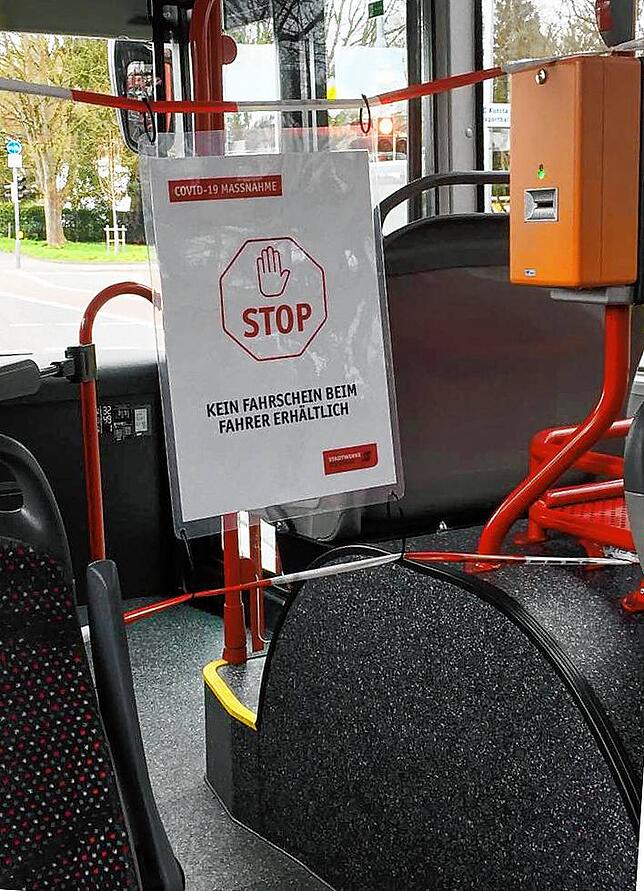 COVID-19 MASSNAHME
STOP
KEIN FAHRSCHEIN BEIM
FAHRER ERHÄLTLICH
STADTWERKE